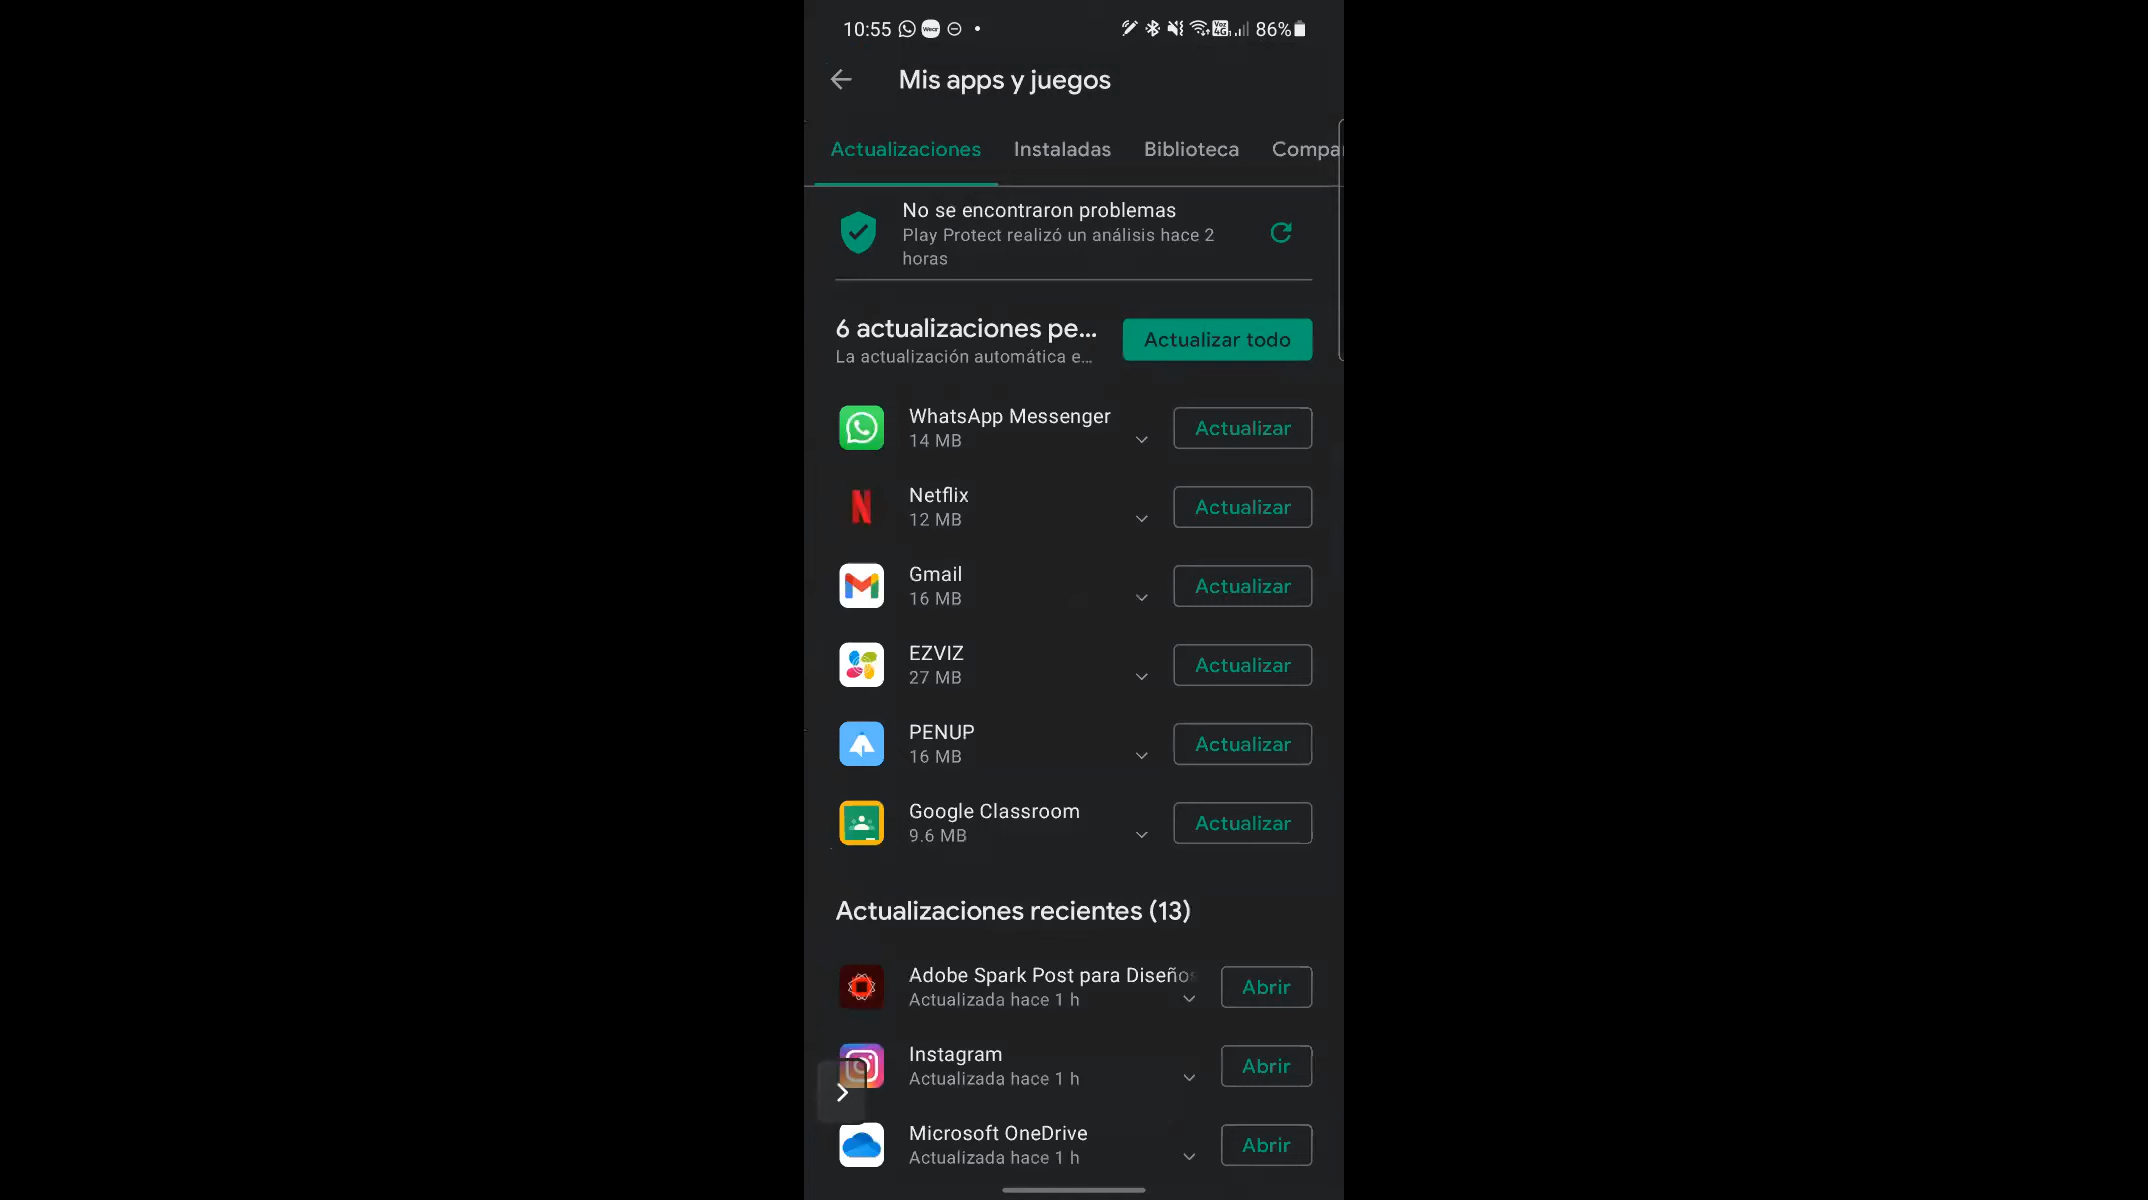 10:55 86%
Mis apps y juegos
Actualizaciones Instaladas Biblioteca Compar
No se encontraron problemas
Play Protect realizó un análisis hace 2
horas
6 actualizaciones pe...
Actualizar todo
La actualización automática e...
WhatsApp Messenger
14 MB
Actualizar
Netflix
12 MB
Actualizar
Gmail
16 MB
Actualizar
EZVIZ
27 MB
Actualizar
PENUP
16 MB
Actualizar
Google Classroom
9.6 MB
Actualizar
Actualizaciones recientes (13)
Adobe Spark Post para Diseños
Actualizada hace 1 h
Abrir
Instagram
Actualizada hace 1 h
Abrir
Microsoft OneDrive
Actualizada hace 1 h
Abrir